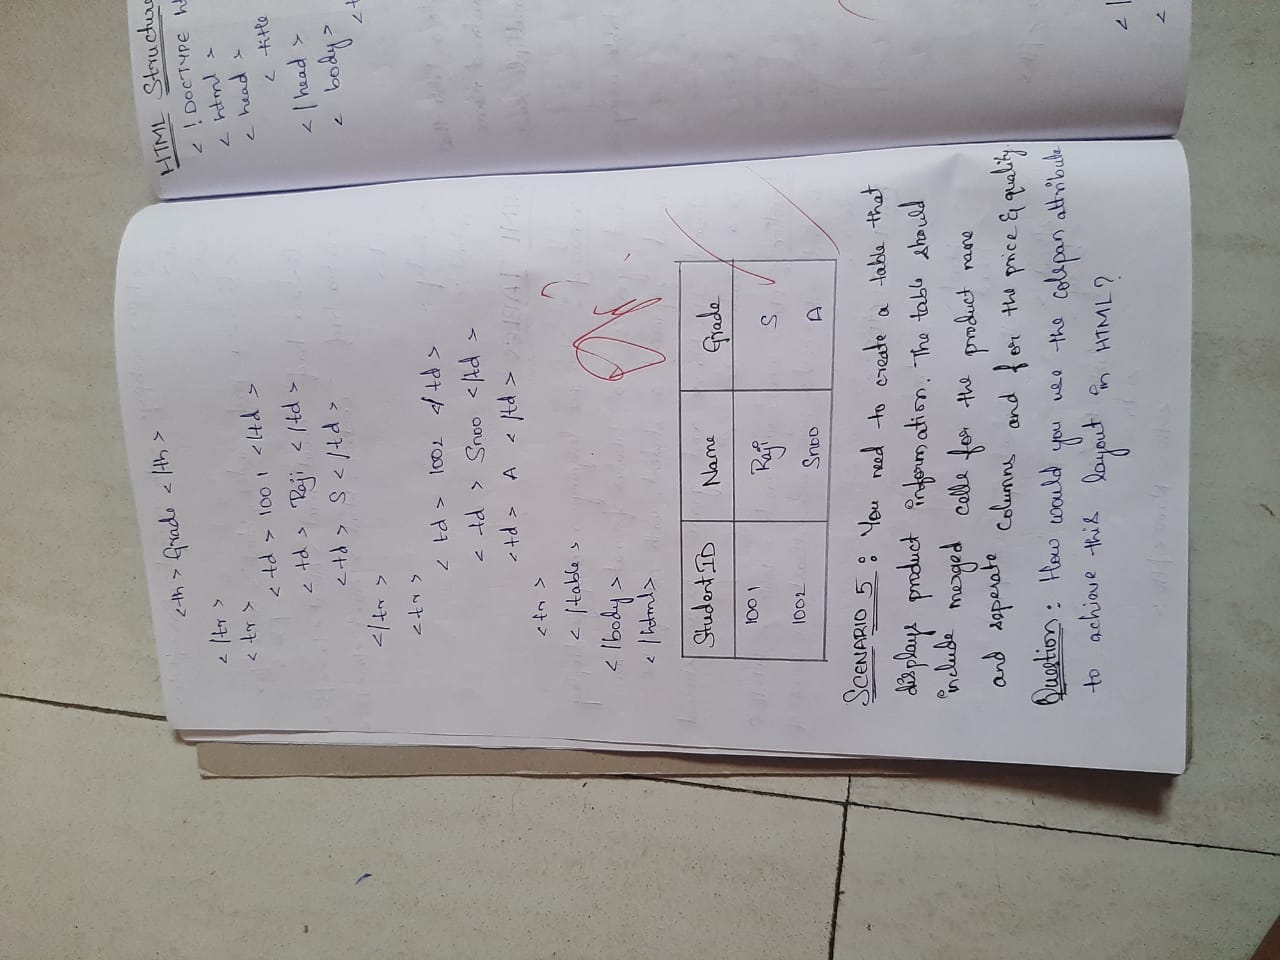 <th> Grade </th>
</tr>
<tr>
<td> 1001 </td>
<td> Raji </td>
<td> S </td>
</tr>
<tr>
<td> 1002 </td>
<td> Snoo </td>
<td> A </td>
<tr>
</table>
</body>
</html>
Student ID Name Grade
1001 Raji S
1002 Snoo A
SCENARIO 5 : You need to create a table that
displays product information. The table should
include merged cells for the product name
and seperate columns and for the price & quality.
Question : How would you use the colspan attribute
to achieve this layout in HTML?
HTML Structure
< !DOCTYPE
< html >
< head >
< title
< /head >
< body >